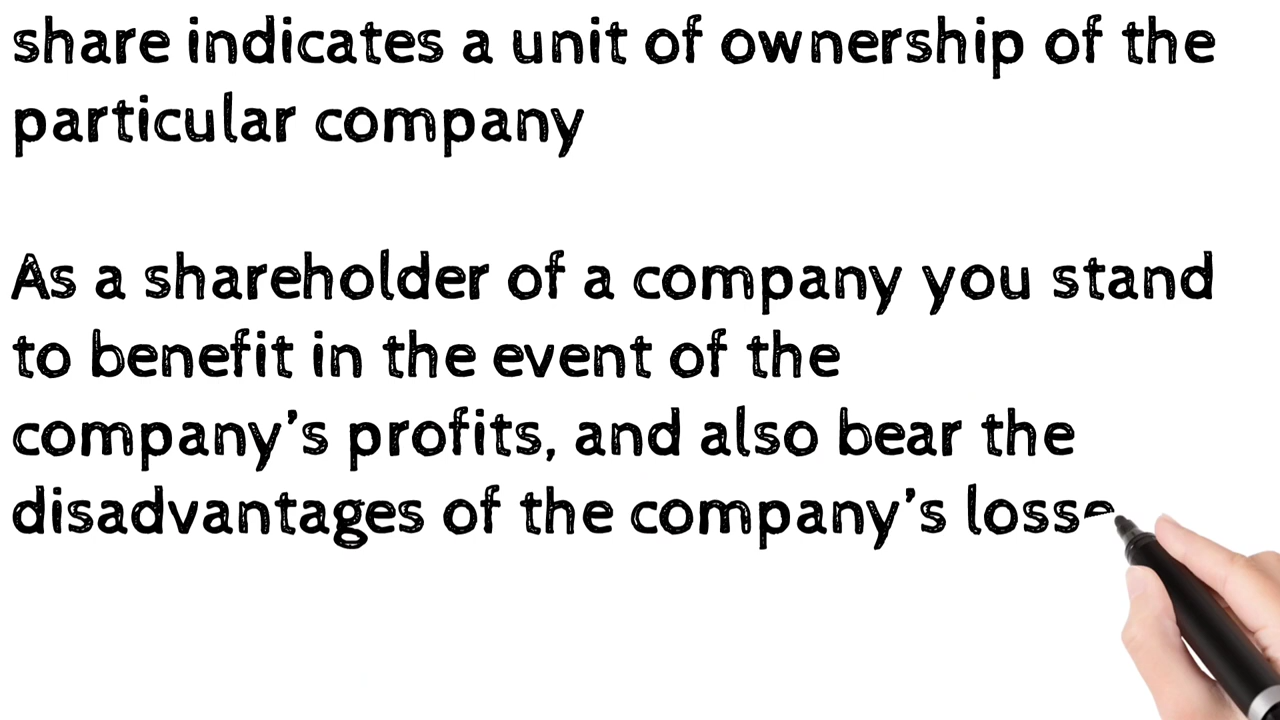 share indicates a unit of ownership of the
particular company
As a shareholder of a company you stand
to benefit in the event of the
company's profits, and also bear the
disadvantages of the company's losse